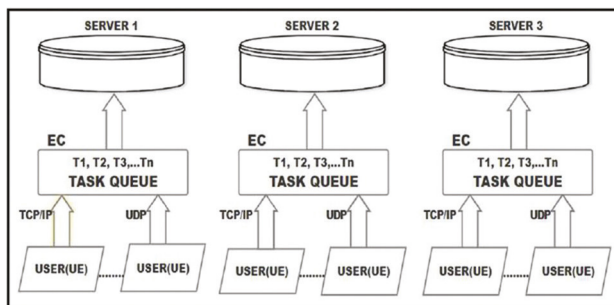 SERVER 1 SERVER 2 SERVER 3
EC EC EC
T1, T2, T3,...Tn T1, T2, T3,...Tn T1, T2, T3,...Tn
TASK QUEUE TASK QUEUE TASK QUEUE
TCP/IP UDP TCP/IP UDP TCP/IP UDP
USER(UE) USER(UE) USER(UE) USER(UE) USER(UE) USER(UE)